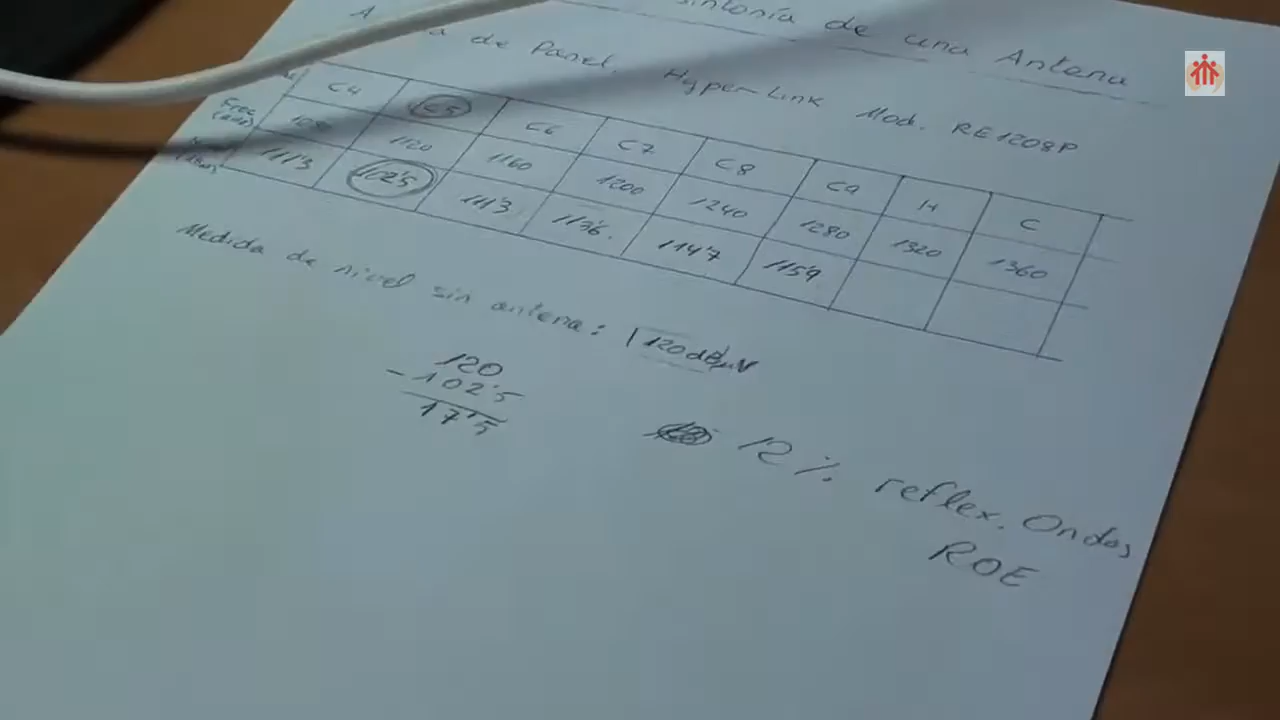 sintonía de una Antena
de Panel. Hyper-Link Mod. RE1208P
C4 C5 C6 C7 C8 C9 H C
Frec 1120 1160 1200 1240 1280 1320 1360
111'3 102'5 111'3 113'6 114'7 115'9
Medida de nivel sin antena: 120dBμV
120
- 102'5
17'5
12% reflex. Ondas
ROE